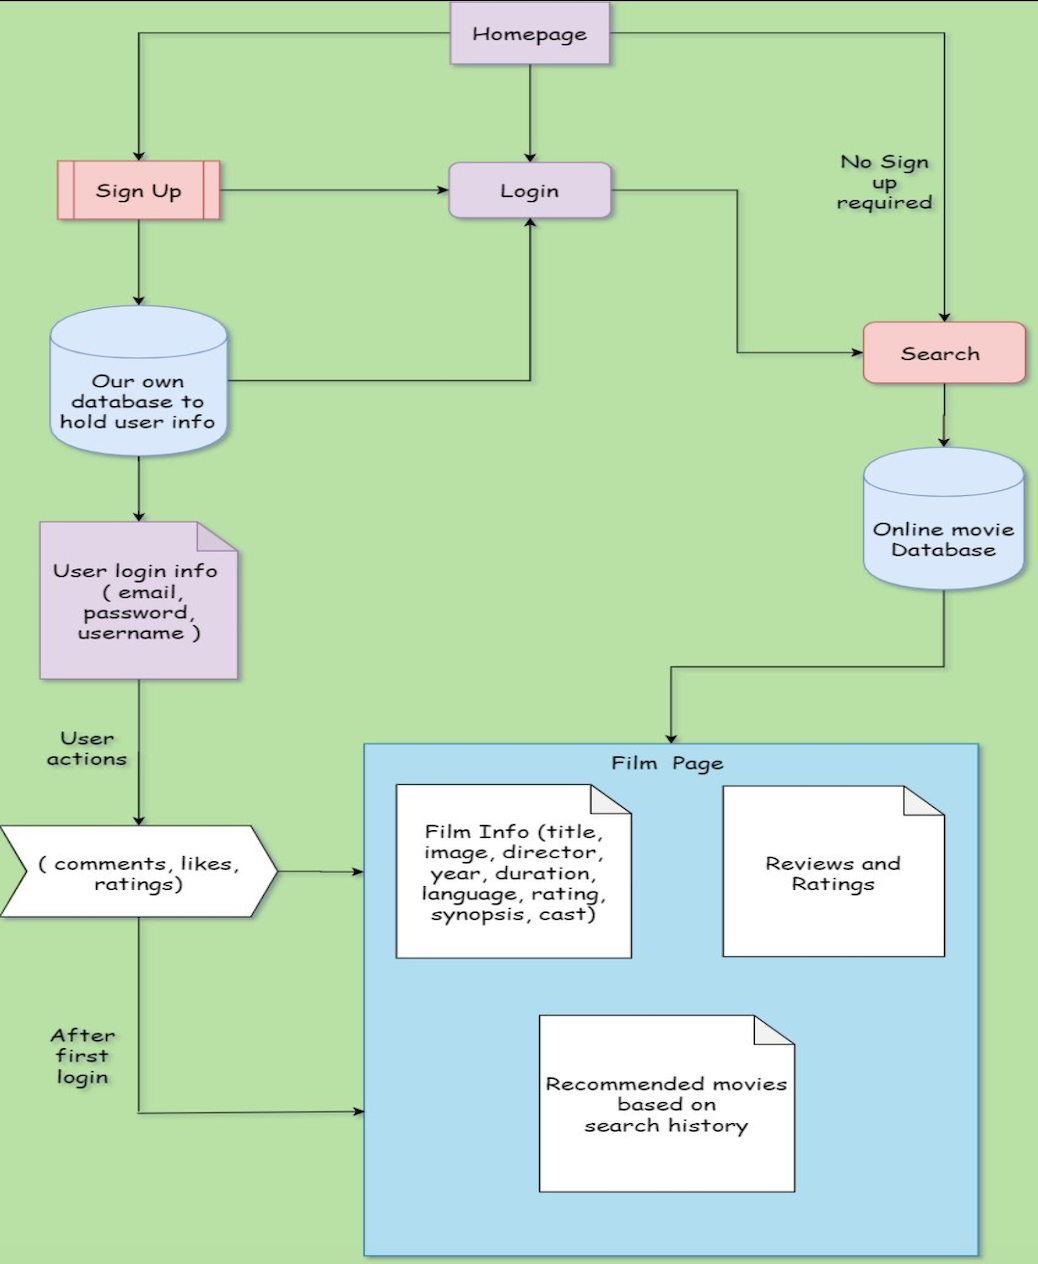 Homepage
No Sign
up
required
Sign Up
Login
Search
Our own
database to
hold user info
Online movie
Database
User login info
( email,
password,
username )
User
actions
Film Page
( comments, likes,
ratings)
Film Info (title,
image, director,
year, duration,
language, rating,
synopsis, cast)
Reviews and
Ratings
After
first
login
Recommended movies
based on
search history